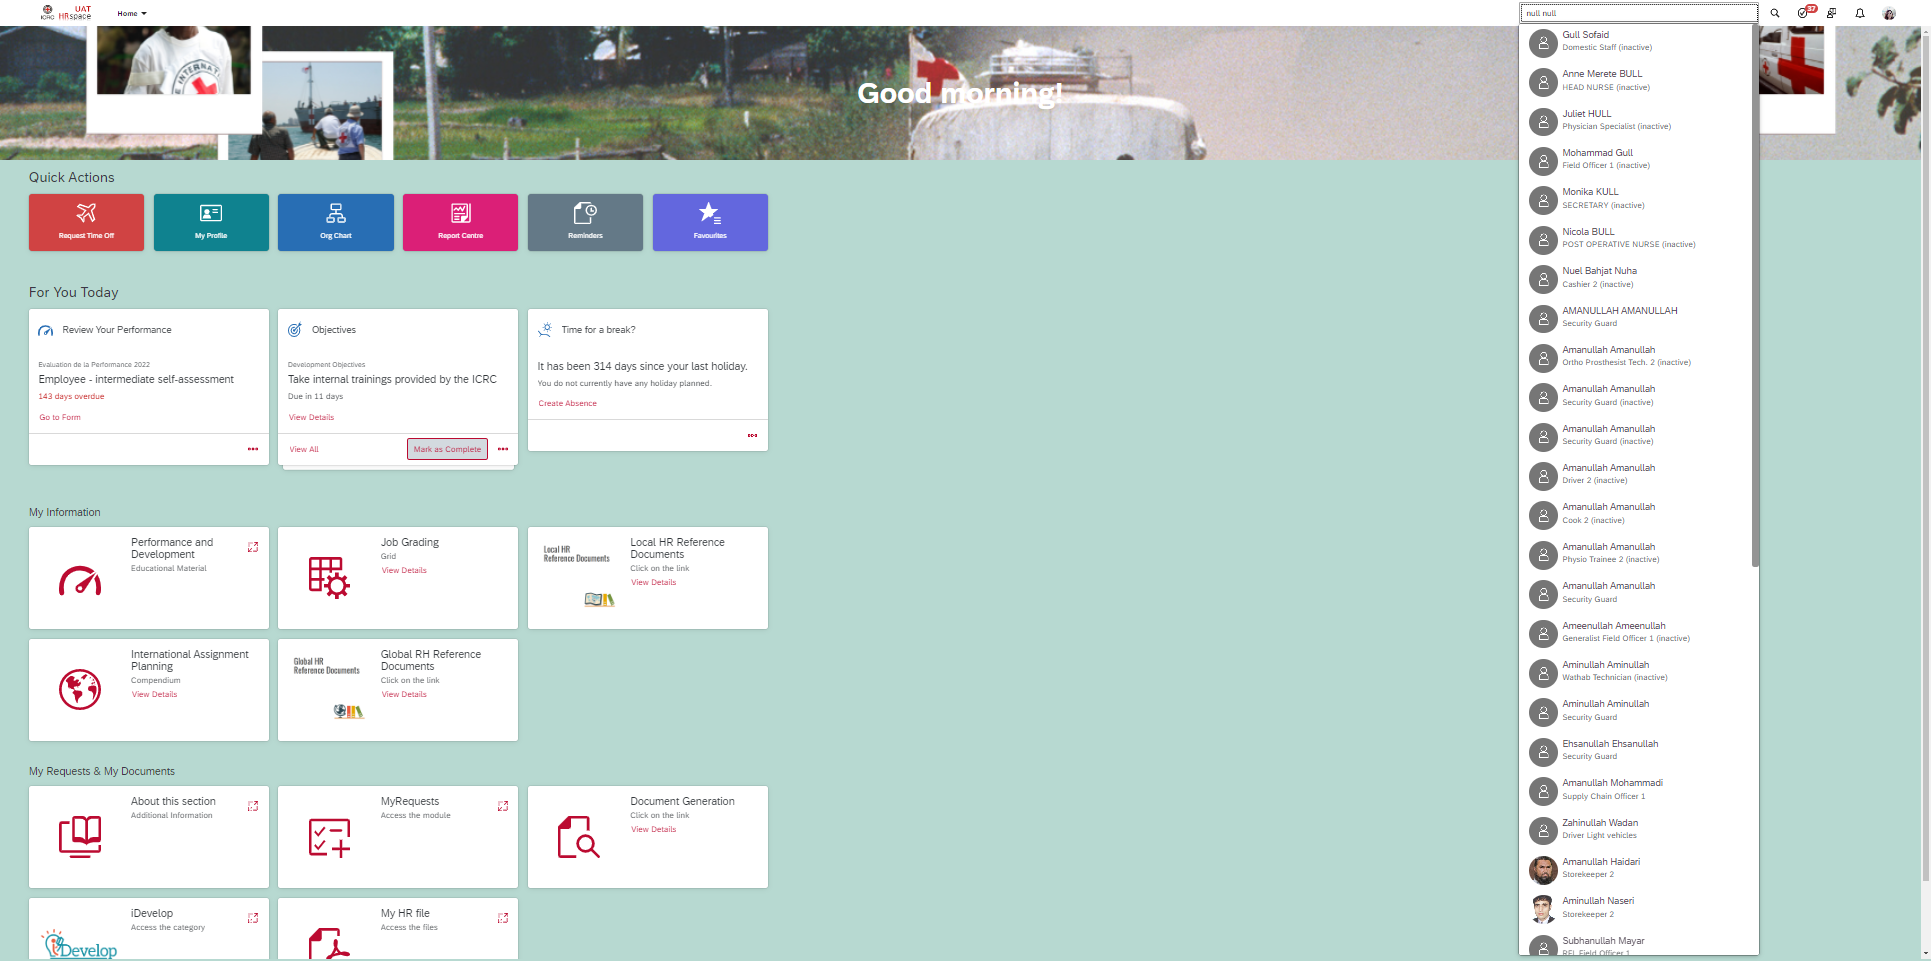 ICRC
UAT
HRspace
Home
null null
37
Good morning!
Quick Actions
Request Time Off
My Profile
Org Chart
Report Centre
Reminders
Favourites
For You Today
Review Your Performance
Evaluation de la Performance 2022
Employee - intermediate self-assessment
143 days overdue
Go to Form
Objectives
Development Objectives
Take internal trainings provided by the ICRC
Due in 11 days
View Details
View All
Mark as Complete
Time for a break?
It has been 314 days since your last holiday.
You do not currently have any holiday planned.
Create Absence
My Information
Performance and
Development
Educational Material
Job Grading
Grid
View Details
Local HR
Reference Documents
Local HR Reference
Documents
Click on the link
View Details
International Assignment
Planning
Compendium
View Details
Global HR
Reference Documents
Global RH Reference
Documents
Click on the link
View Details
My Requests & My Documents
About this section
Additional Information
MyRequests
Access the module
Document Generation
Click on the link
View Details
iDevelop
Access the category
iDevelop
My HR file
Access the files
Gull Sofaid
Domestic Staff (inactive)
Anne Merete BULL
HEAD NURSE (inactive)
Juliet HULL
Physician Specialist (inactive)
Mohammad Gull
Field Officer 1 (inactive)
Monika KULL
SECRETARY (inactive)
Nicola BULL
POST OPERATIVE NURSE (inactive)
Nuel Bahjat Nuha
Cashier 2 (inactive)
AMANULLAH AMANULLAH
Security Guard
Amanullah Amanullah
Ortho Prosthesist Tech. 2 (inactive)
Amanullah Amanullah
Security Guard (inactive)
Amanullah Amanullah
Security Guard (inactive)
Amanullah Amanullah
Driver 2 (inactive)
Amanullah Amanullah
Cook 2 (inactive)
Amanullah Amanullah
Physio Trainee 2 (inactive)
Amanullah Amanullah
Security Guard
Ameenullah Ameenullah
Generalist Field Officer 1 (inactive)
Aminullah Aminullah
Wathab Technician (inactive)
Aminullah Aminullah
Security Guard
Ehsanullah Ehsanullah
Security Guard
Amanullah Mohammadi
Supply Chain Officer 1
Zahinullah Wadan
Driver Light vehicles
Amanullah Haidari
Storekeeper 2
Aminullah Naseri
Storekeeper 2
Subhanullah Mayar
RFL Field Officer 1